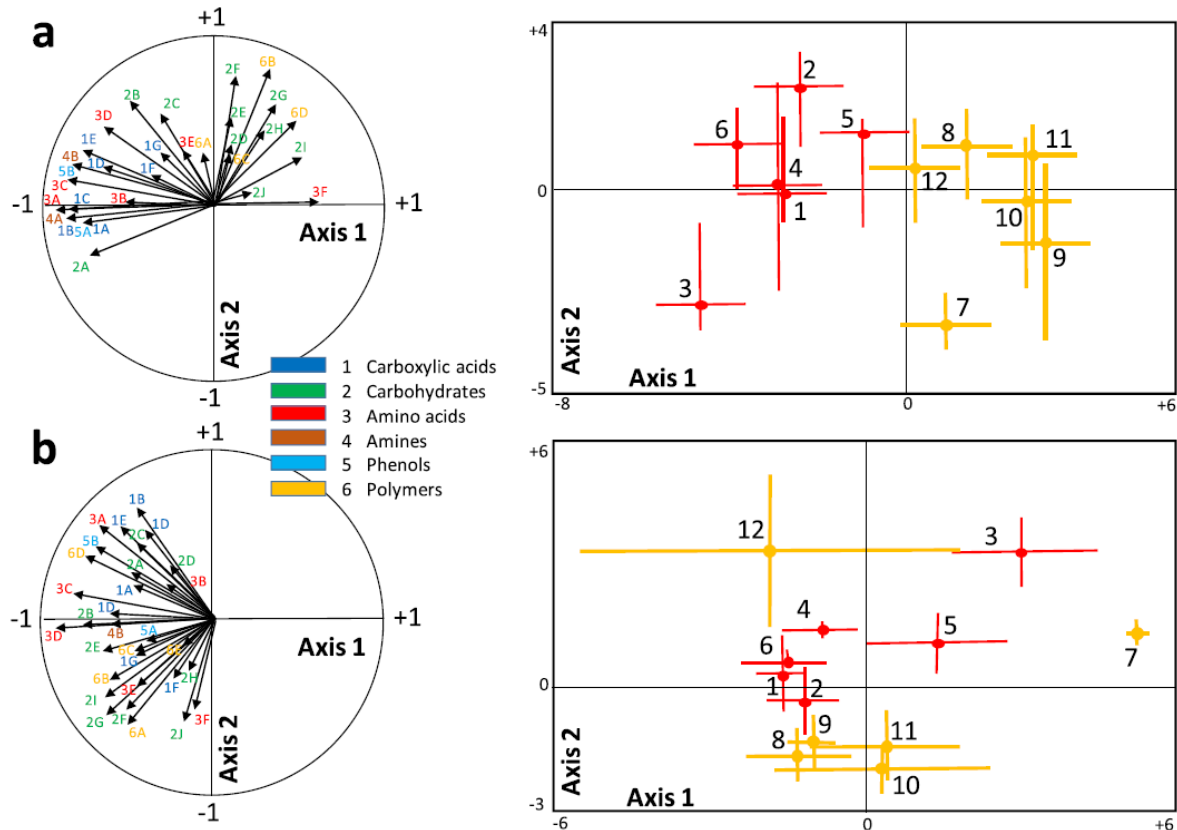 a
+1
-1
+1
-1
Axis 1
Axis 2
2F
6B
2B
2C
2G
3D
2E
6D
2H
1E
3E
6A
2D
1G
6C
2I
4B
1D
5B
1F
3C
2J
3F
3A
1C
3B
4A
1B
5A
1A
2A
+4
0
-5
-8
0
+6
Axis 1
Axis 2
2
6
5
8
11
4
12
1
10
9
3
7
1 Carboxylic acids
2 Carbohydrates
3 Amino acids
4 Amines
5 Phenols
6 Polymers
b
+1
-1
+1
-1
Axis 1
Axis 2
1B
3A
1E
1D
2C
5B
6D
2D
2A
3B
1A
3C
1D
2B
3D
4B
5A
2E
6C
1G
6B
3E
1F
2H
2I
2G
2F
6A
2J
3F
+6
0
-3
-6
0
+6
Axis 1
Axis 2
12
3
4
5
7
6
1
2
9
8
11
10